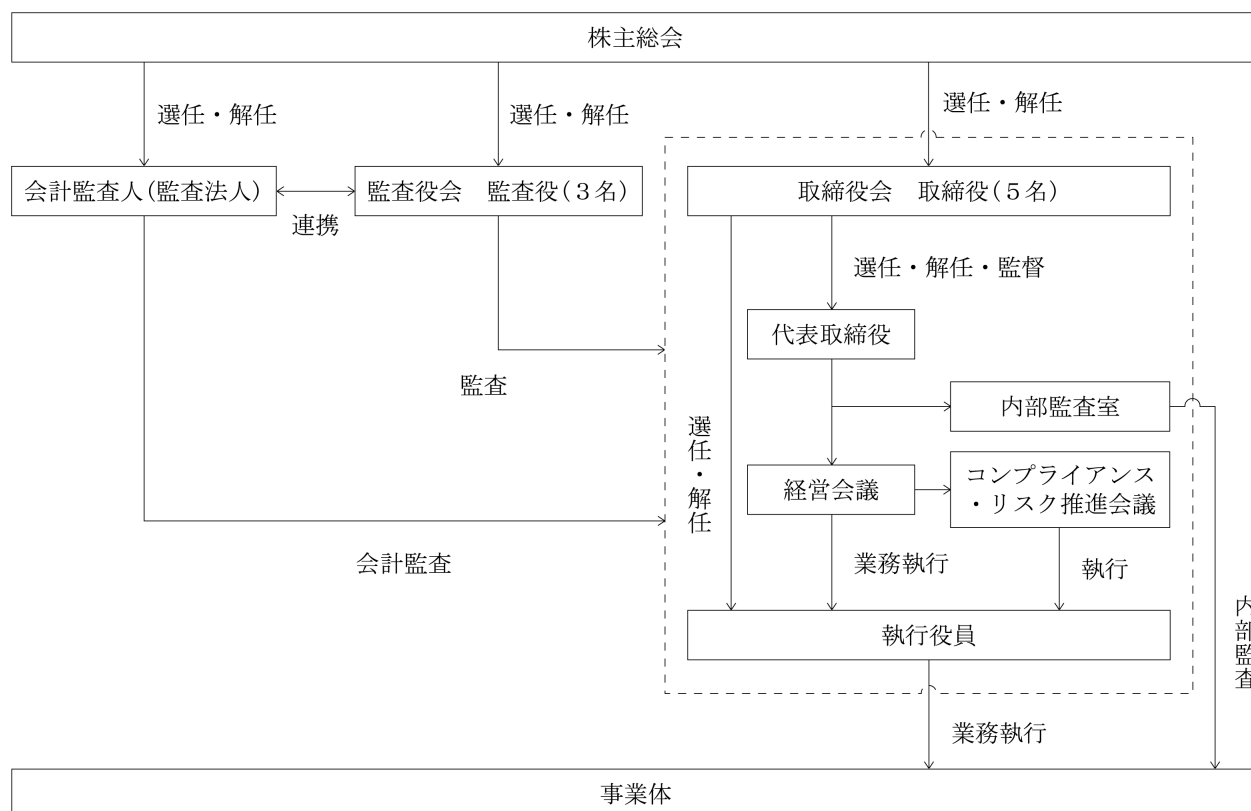 株主総会
選任・解任
選任・解任
選任・解任
会計監査人(監査法人)
連携
監査役会　監査役(3名)
取締役会　取締役(5名)
選任・解任・監督
代表取締役
監査
選任・解任
内部監査室
経営会議
コンプライアンス
・リスク推進会議
会計監査
業務執行
執行
内部監査
執行役員
業務執行
事業体